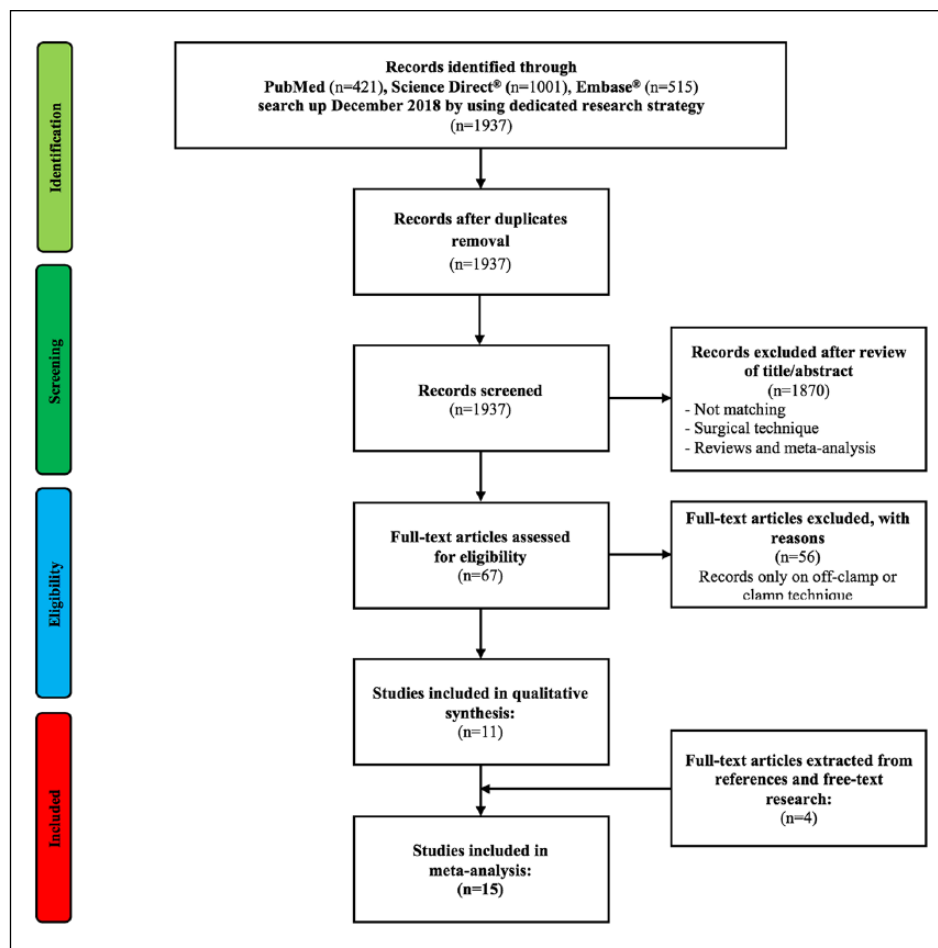 Identification
Records identified through
PubMed (n=421), Science Direct® (n=1001), Embase® (n=515)
search up December 2018 by using dedicated research strategy
(n=1937)
Records after duplicates
removal
(n=1937)
Screening
Records screened
(n=1937)
Records excluded after review
of title/abstract
(n=1870)
- Not matching
- Surgical technique
- Reviews and meta-analysis
Eligibility
Full-text articles assessed
for eligibility
(n=67)
Full-text articles excluded, with
reasons
(n=56)
Records only on off-clamp or
clamp technique
Included
Studies included in qualitative
synthesis:
(n=11)
Full-text articles extracted from
references and free-text
research:
(n=4)
Studies included in
meta-analysis:
(n=15)